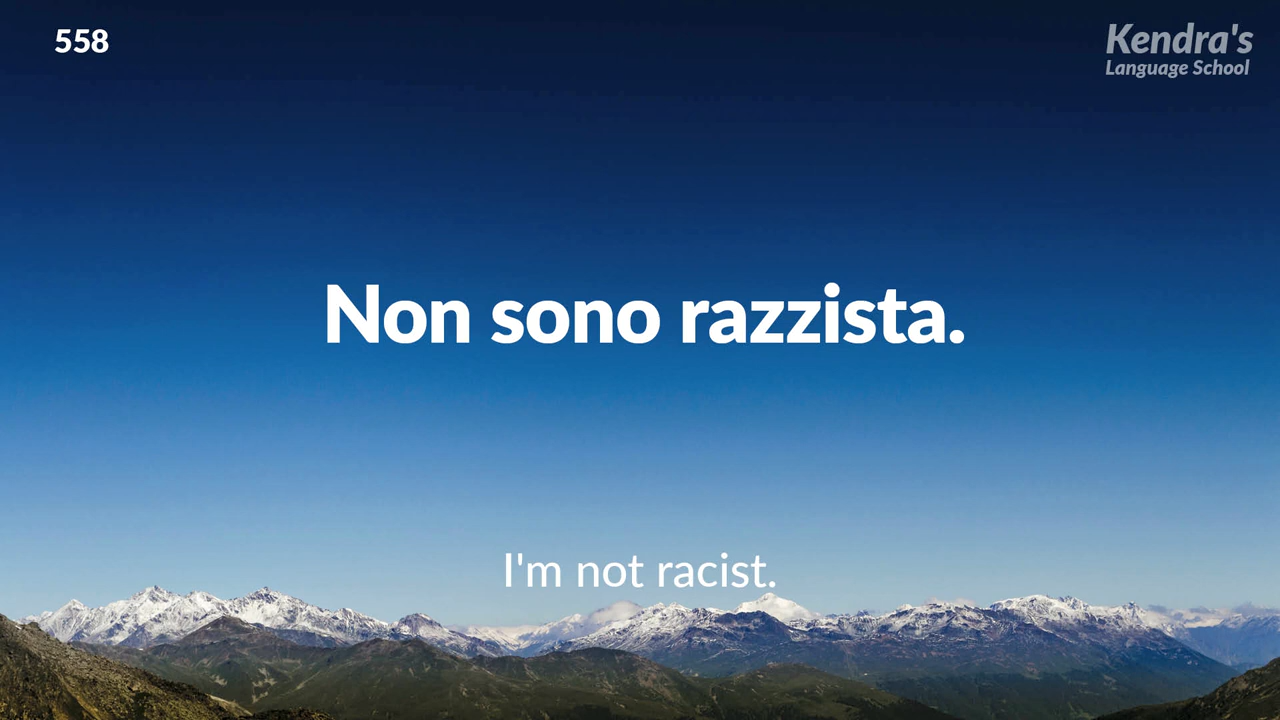 558
Kendra's
Language School
Non sono razzista.
I'm not racist.